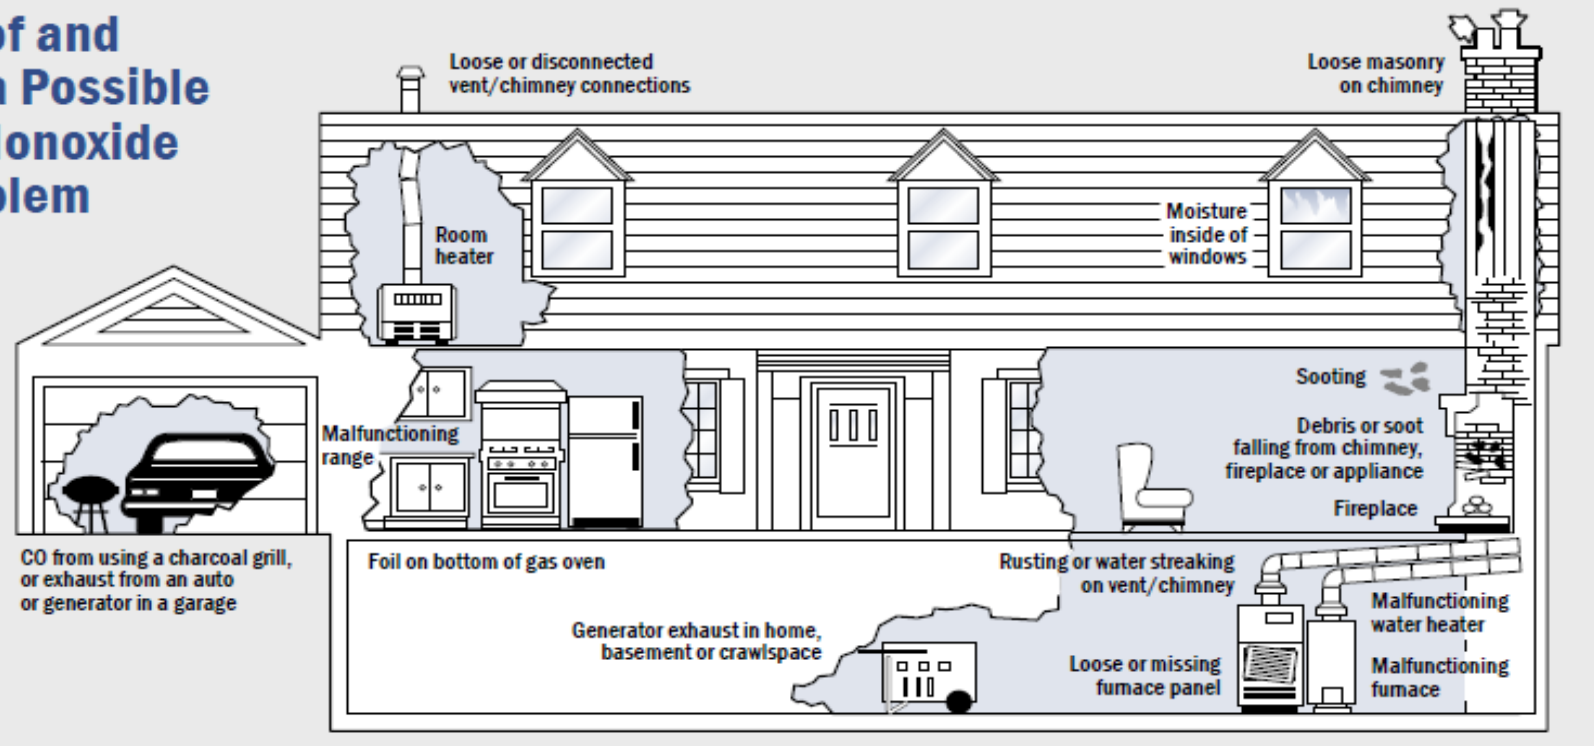 of and
Possible
onoxide
blem
Loose or disconnected
vent/chimney connections
Loose masonry
on chimney
Room
heater
Moisture
inside of
windows
Malfunctioning
range
Sooting
Debris or soot
falling from chimney,
fireplace or appliance
Fireplace
CO from using a charcoal grill,
or exhaust from an auto
or generator in a garage
Foil on bottom of gas oven
Rusting or water streaking
on vent/chimney
Generator exhaust in home,
basement or crawlspace
Loose or missing
furnace panel
Malfunctioning
water heater
Malfunctioning
furnace